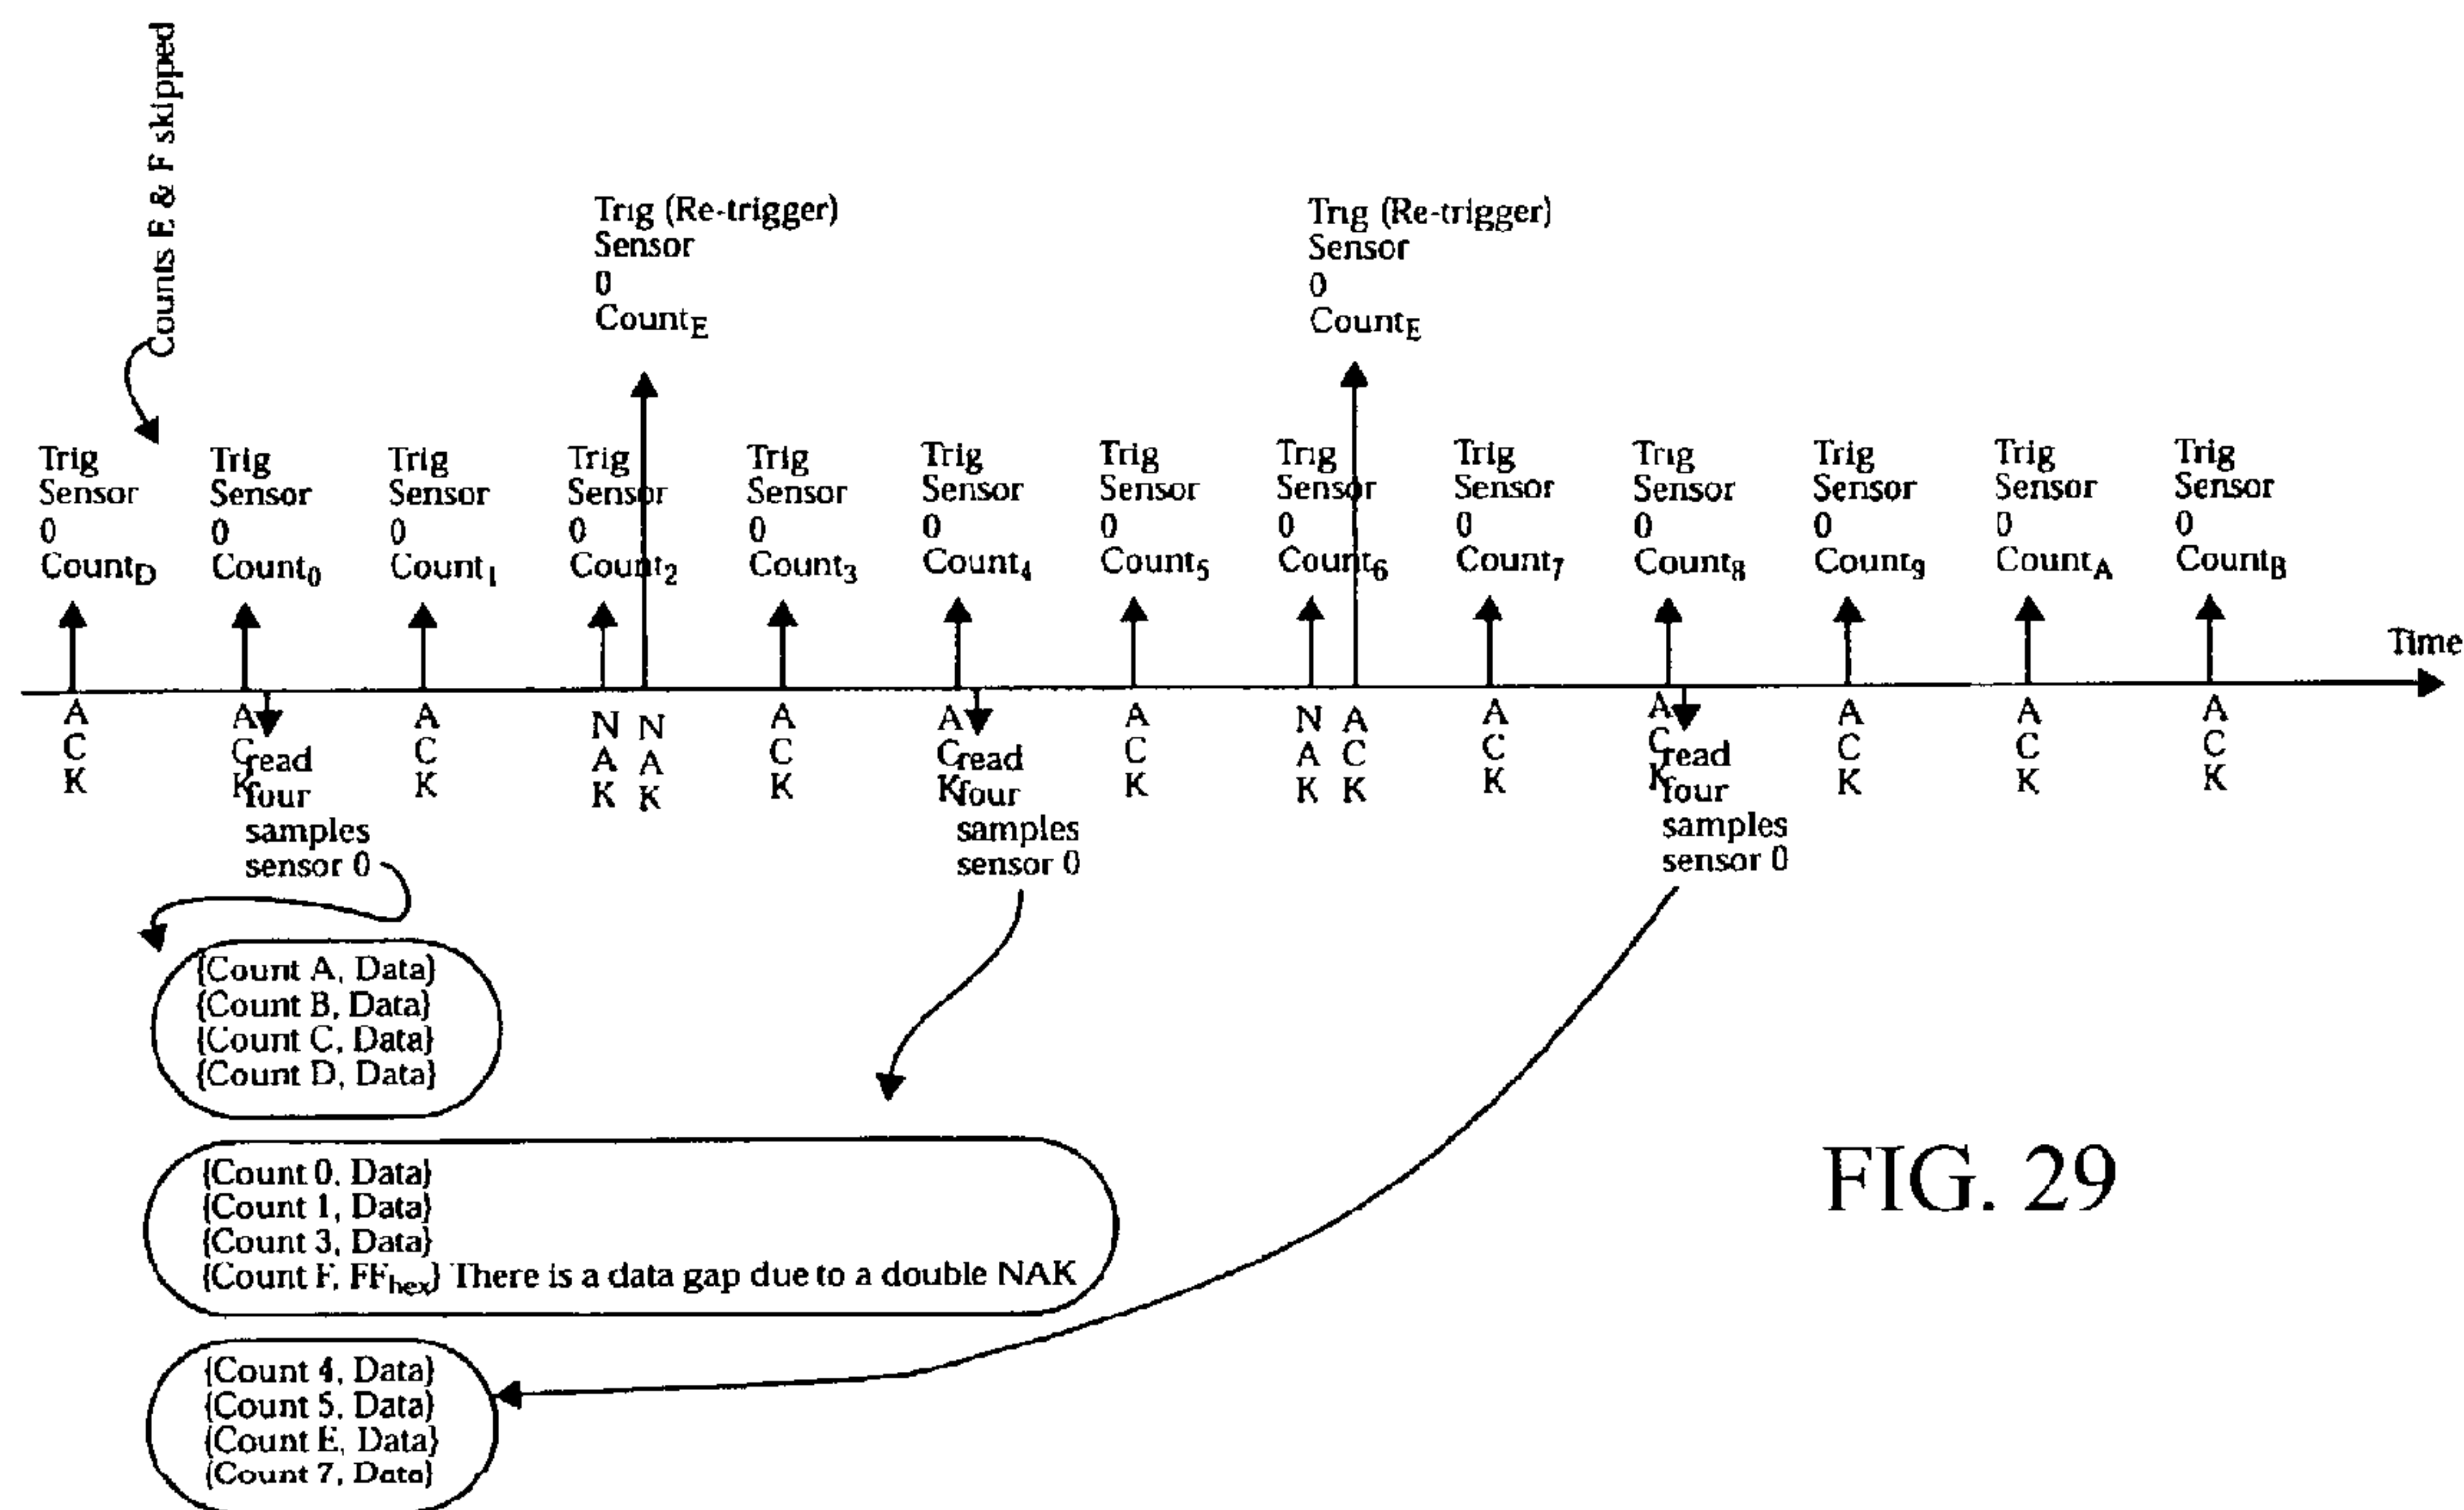 Counts E & F skipped
Trig (Re-trigger)
Sensor
0
CountE
Trig (Re-trigger)
Sensor
0
CountE
Trig
Sensor
0
CountD
Trig
Sensor
0
Count0
Trig
Sensor
0
Count1
Trig
Sensor
0
Count2
Trig
Sensor
0
Count3
Trig
Sensor
0
Count4
Trig
Sensor
0
Count5
Trig
Sensor
0
Count6
Trig
Sensor
0
Count7
Trig
Sensor
0
Count8
Trig
Sensor
0
Count9
Trig
Sensor
0
CountA
Trig
Sensor
0
CountB
Time
ACK
ACK
read
four
samples
sensor 0
ACK
NAK
NAK
ACK
ACK
read
four
samples
sensor 0
ACK
NAK
ACK
ACK
ACK
read
four
samples
sensor 0
ACK
ACK
ACK
{Count A, Data}
{Count B, Data}
{Count C, Data}
{Count D, Data}
{Count 0, Data}
{Count 1, Data}
{Count 3, Data}
{Count F, FFhex} There is a data gap due to a double NAK
{Count 4, Data}
{Count 5, Data}
{Count E, Data}
{Count 7, Data}
FIG. 29